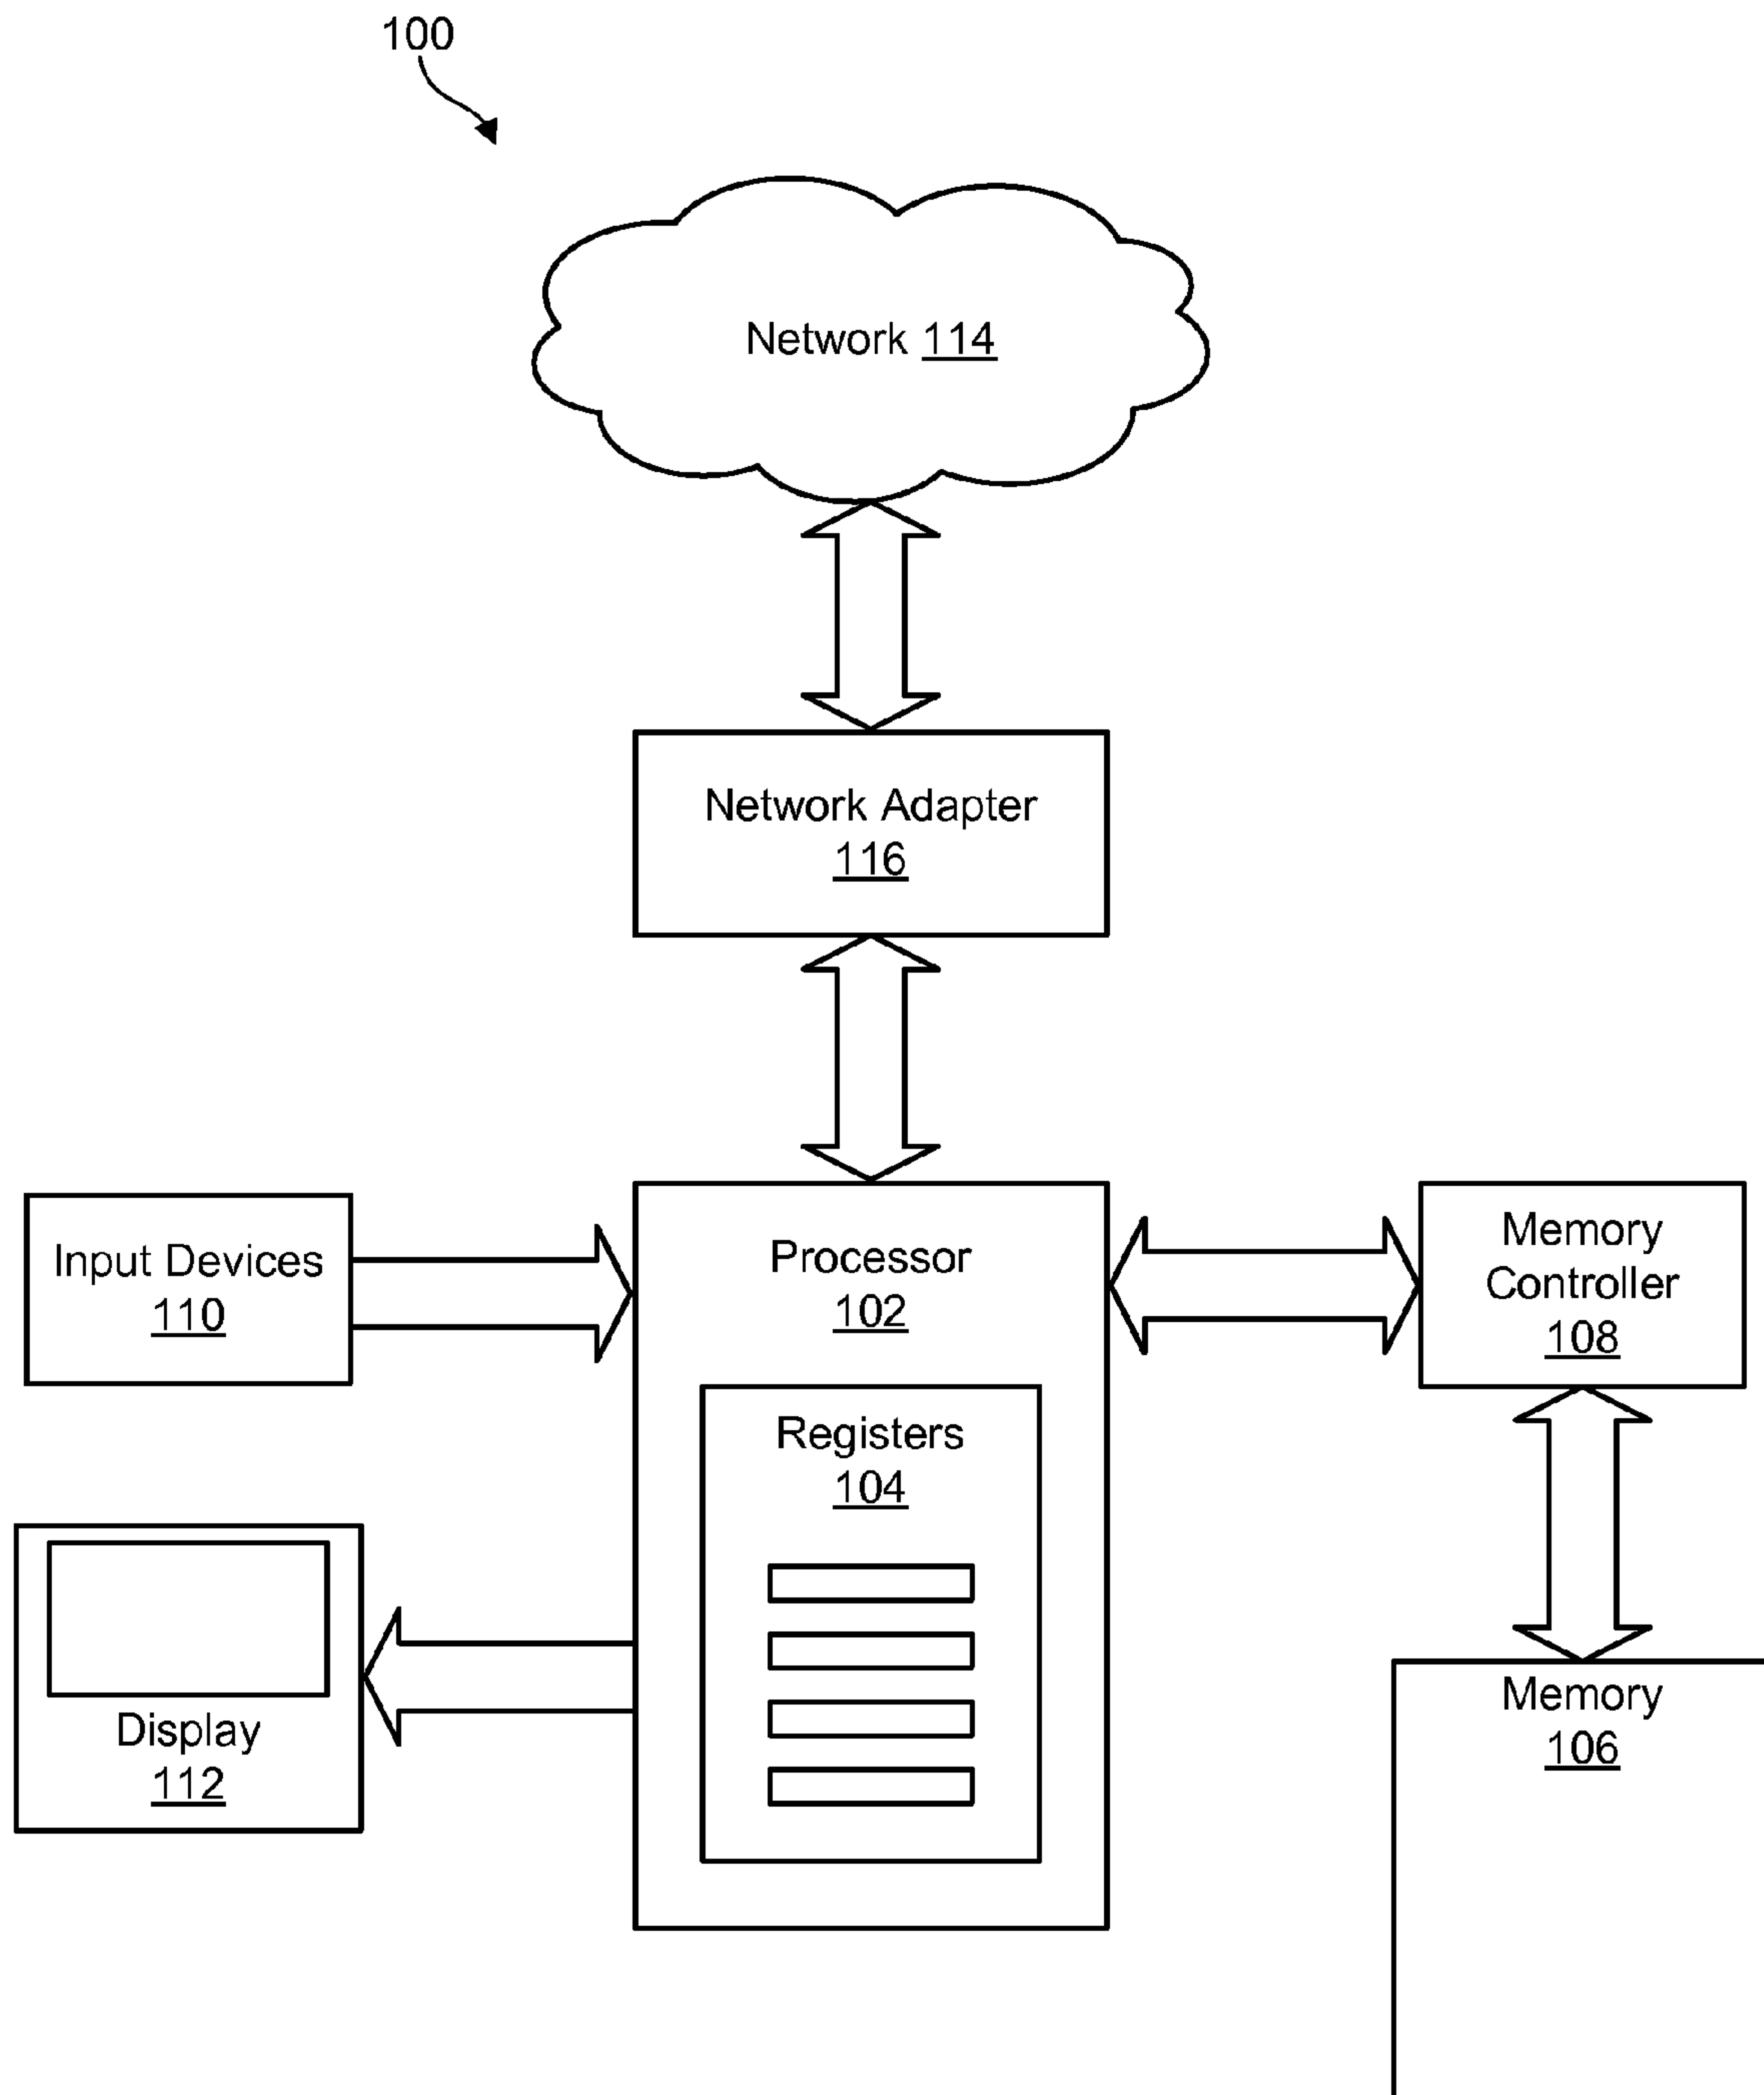 100
Network 114
Network Adapter
116
Input Devices
110
Processor
102
Memory
Controller
108
Registers
104
Display
112
Memory
106